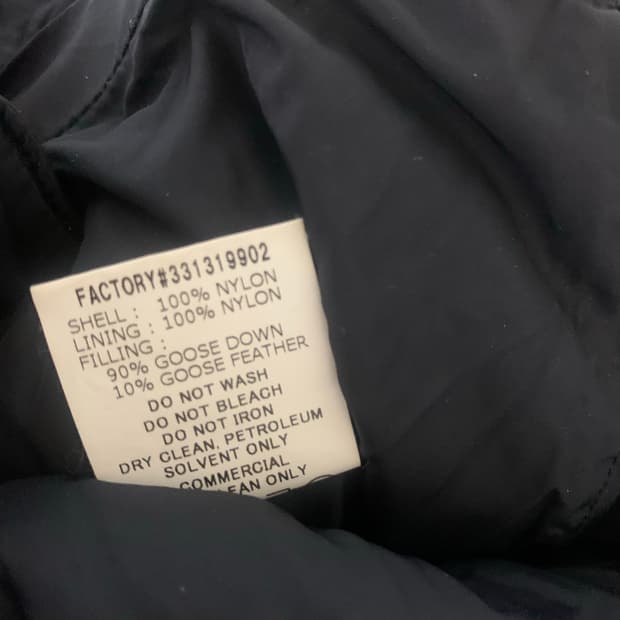 FACTORY#331319902
SHELL : 100% NYLON
LINING : 100% NYLON
FILLING :
90% GOOSE DOWN
10% GOOSE FEATHER
DO NOT WASH
DO NOT BLEACH
DO NOT IRON
DRY CLEAN. PETROLEUM
SOLVENT ONLY
COMMERCIAL
EAN ONLY